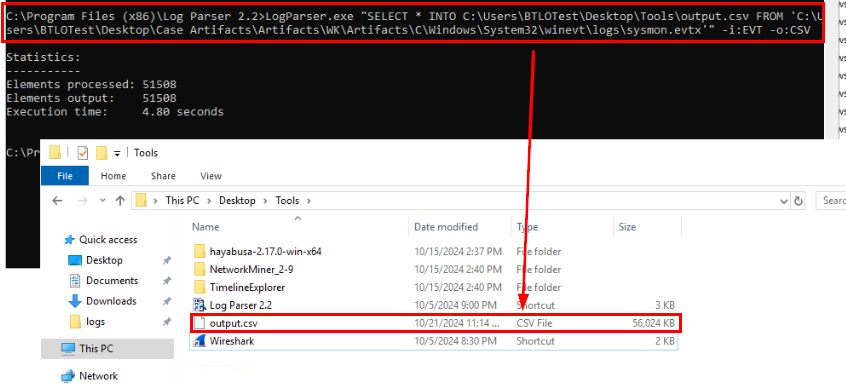 C:\Program Files (x86)\Log Parser 2.2>LogParser.exe "SELECT * INTO C:\Users\BTLOTest\Desktop\Tools\output.csv FROM 'C:\U
sers\BTLOTest\Desktop\Case Artifacts\Artifacts\WK\Artifacts\C\Windows\System32\winevt\logs\sysmon.evtx'" -i:EVT -o:CSV
Statistics:
-----------
Elements processed: 51508
Elements output:    51508
Execution time:     4.80 seconds
C:\Pr
Tools
File Home Share View
This PC > Desktop > Tools >
Sear
Name Date modified Type Size
Quick access
Desktop
Documents
Downloads
logs
This PC
Network
hayabusa-2.17.0-win-x64 10/15/2024 2:37 PM File folder
NetworkMiner_2-9 10/15/2024 2:40 PM File folder
TimelineExplorer 10/15/2024 2:40 PM File folder
Log Parser 2.2 10/5/2024 9:00 PM Shortcut 3 KB
output.csv 10/21/2024 11:14 ... CSV File 56,024 KB
Wireshark 10/5/2024 8:30 PM Shortcut 2 KB